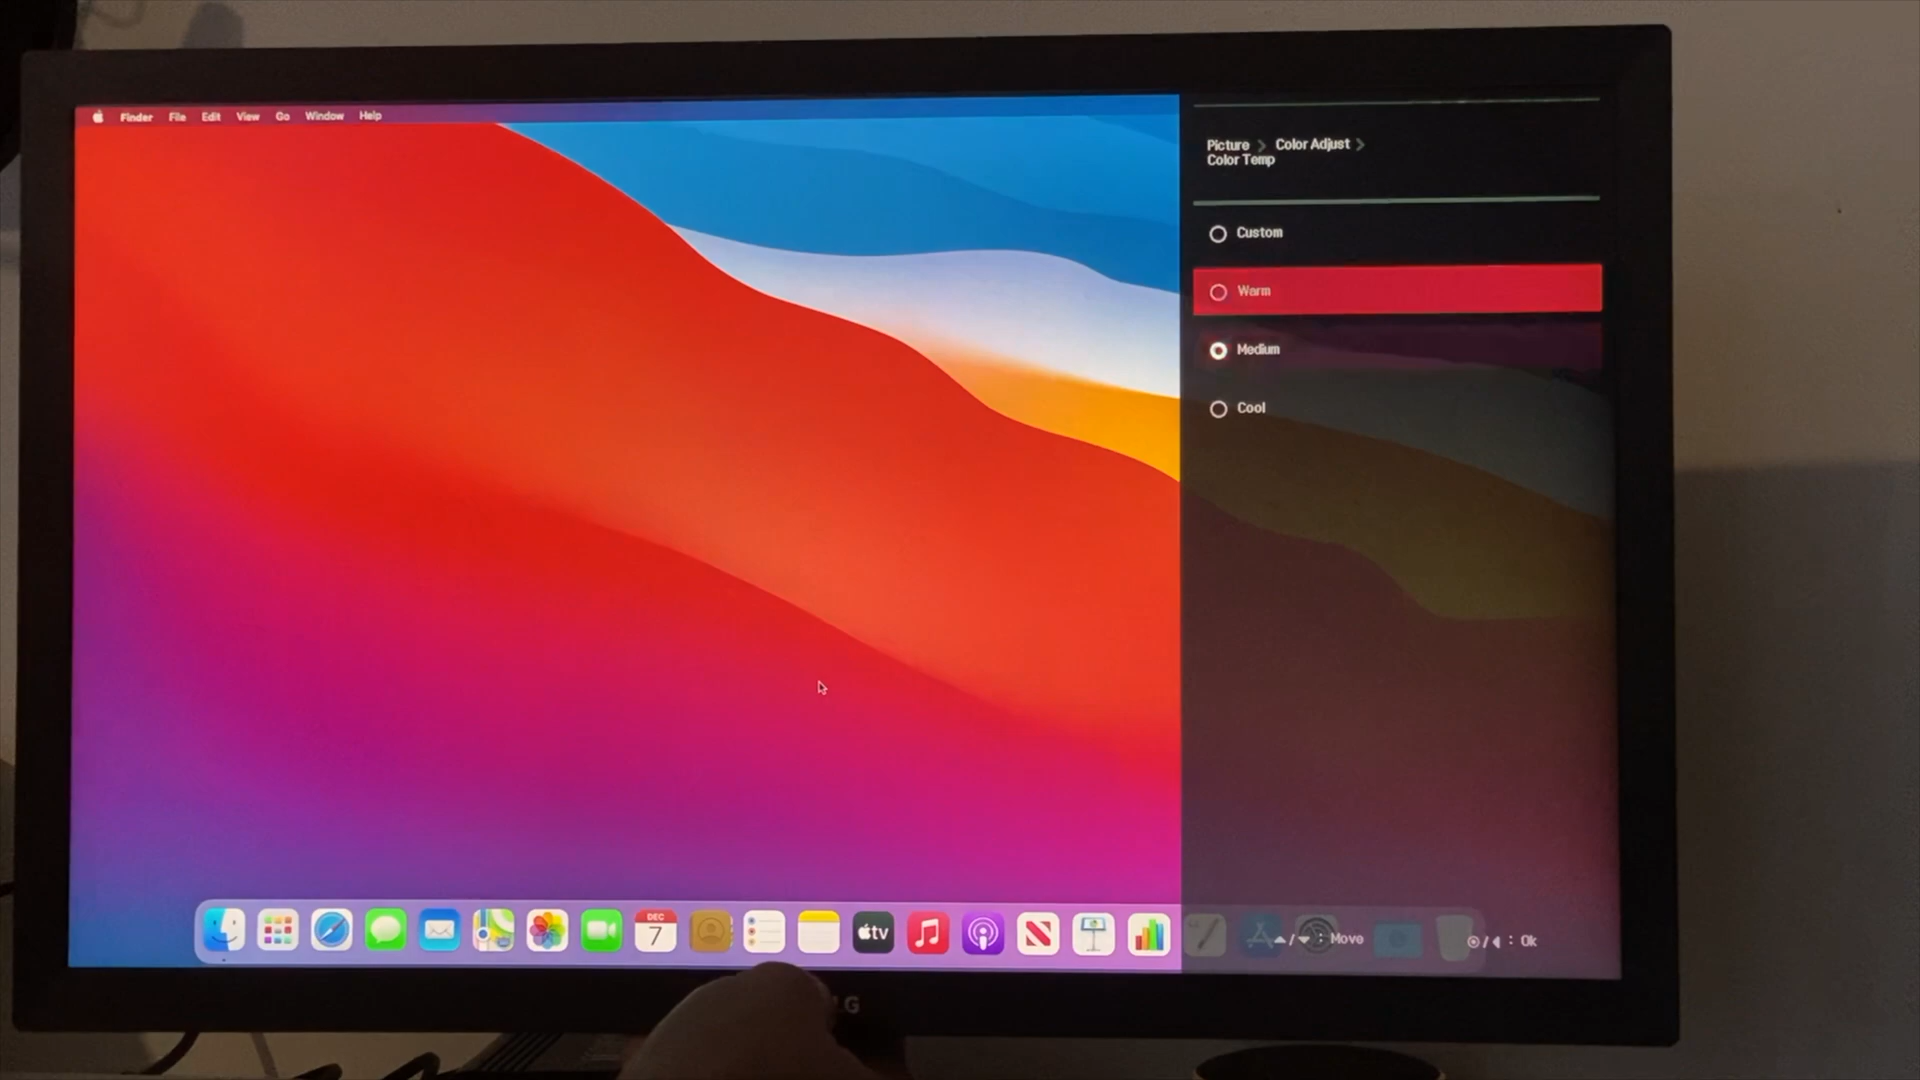 Finder File Edit View Go Window Help
Picture > Color Adjust >
Color Temp
Custom
Warm
Medium
Cool
DEC
7
tv
▲/▼ : Move
◎/◀ : Ok
G